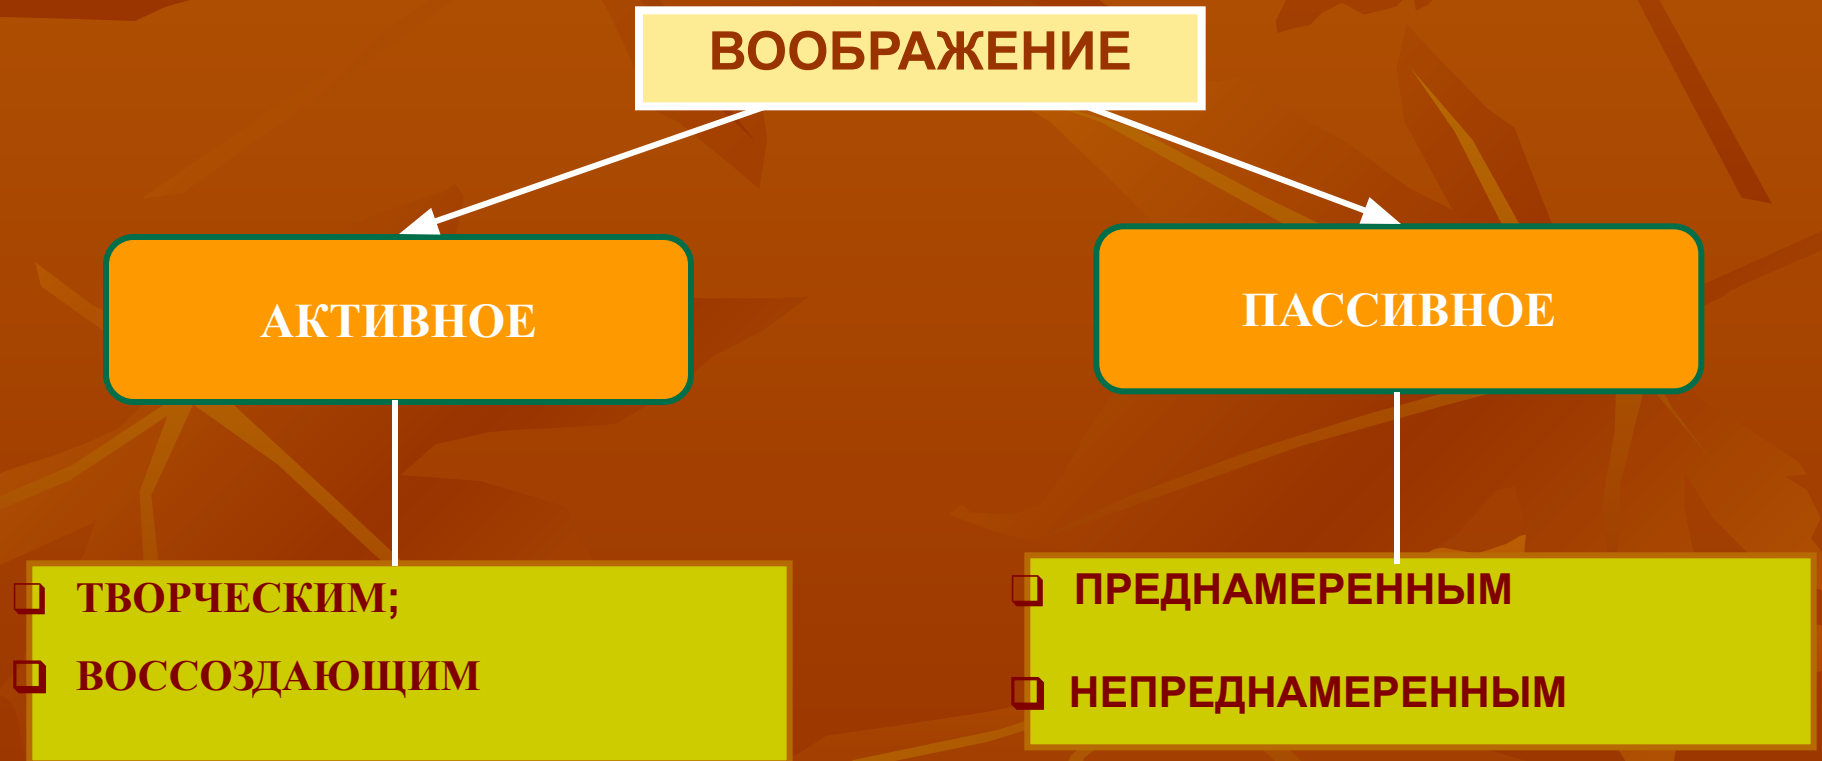 ВООБРАЖЕНИЕ
АКТИВНОЕ
ПАССИВНОЕ
ТВОРЧЕСКИМ;
ВОССОЗДАЮЩИМ
ПРЕДНАМЕРЕННЫМ
НЕПРЕДНАМЕРЕННЫМ